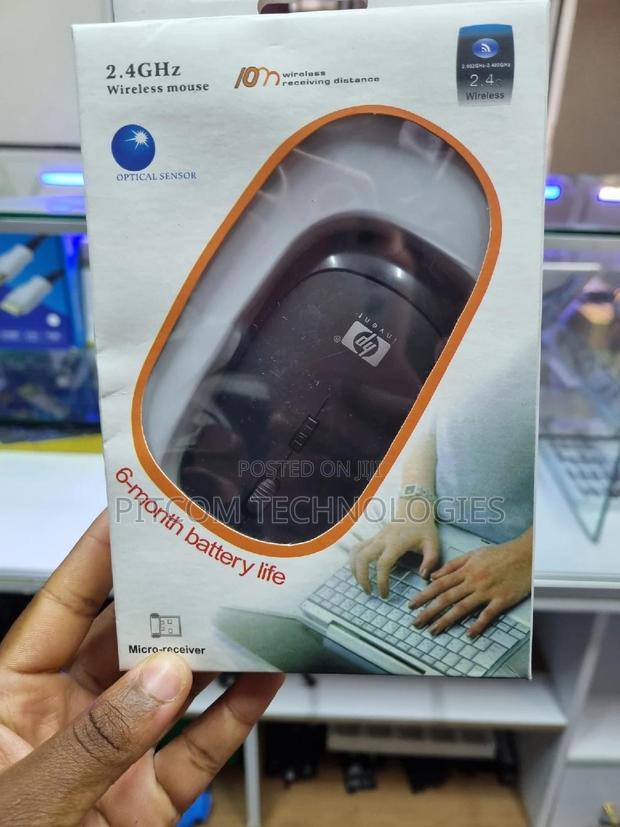 2.4GHz
Wireless mouse
10m wireless
receiving distance
2.4G
Wireless
OPTICAL SENSOR
hp
®
invent
POSTED ON JIJI
PITCOM TECHNOLOGIES
6-month battery life
Micro-receiver